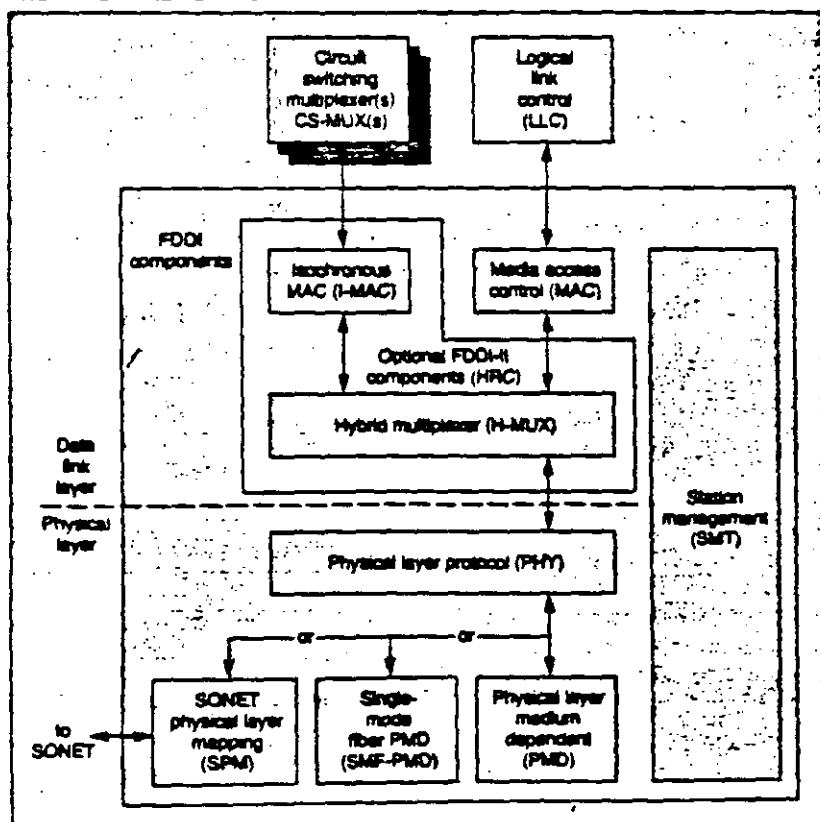 Circuit
switching
multiplexer(s)
CS-MUX(s)
Logical
link
control
(LLC)
FDDI
components
Isochronous
MAC (I-MAC)
Media access
control (MAC)
Optional FDDI-II
components (HRC)
Hybrid multiplexer (H-MUX)
Data
link
layer
Physical
layer
Station
management
(SMT)
Physical layer protocol (PHY)
or
or
to
SONET
SONET
physical layer
mapping
(SPM)
Single-
mode
fiber PMD
(SMF-PMD)
Physical layer
medium
dependent
(PMD)